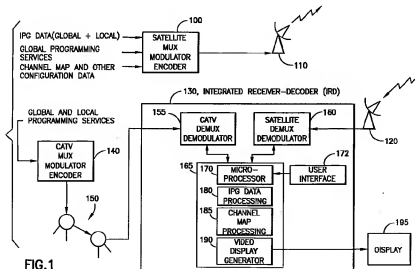 100
IPG DATA(GLOBAL + LOCAL)
GLOBAL PROGRAMMING
SERVICES
CHANNEL MAP AND OTHER
CONFIGURATION DATA
SATELLITE
MUX
MODULATOR
ENCODER
110
130, INTEGRATED RECEIVER-DECODER (IRD)
GLOBAL AND LOCAL
PROGRAMMING SERVICES
CATV
MUX
MODULATOR
ENCODER
140
150
155
CATV
DEMUX
DEMODULATOR
160
SATELLITE
DEMUX
DEMODULATOR
120
165
170
MICRO-
PROCESSOR
172
USER
INTERFACE
180
IPG DATA
PROCESSING
185
CHANNEL
MAP
PROCESSING
190
VIDEO
DISPLAY
GENERATOR
195
DISPLAY
FIG.1